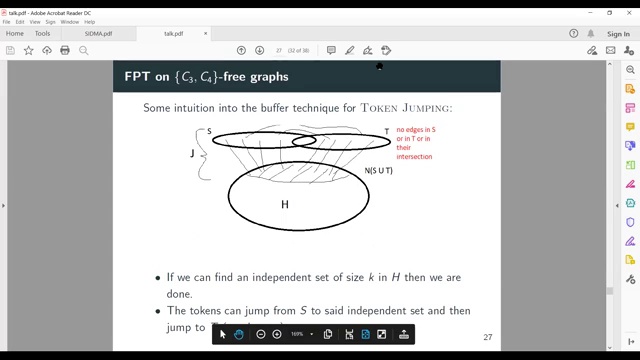 talk.pdf - Adobe Acrobat Reader DC
File Edit View Sign Window Help
Home Tools SIDMA.pdf talk.pdf × Sign In
27 (32 of 38)
FPT on {C₃, C₄}-free graphs
Some intuition into the buffer technique for TOKEN JUMPING:
S T
no edges in S
or in T or in
their
intersection
J
N(S U T)
H
• If we can find an independent set of size k in H then we are
done.
• The tokens can jump from S to said independent set and then
jump to
169%
27